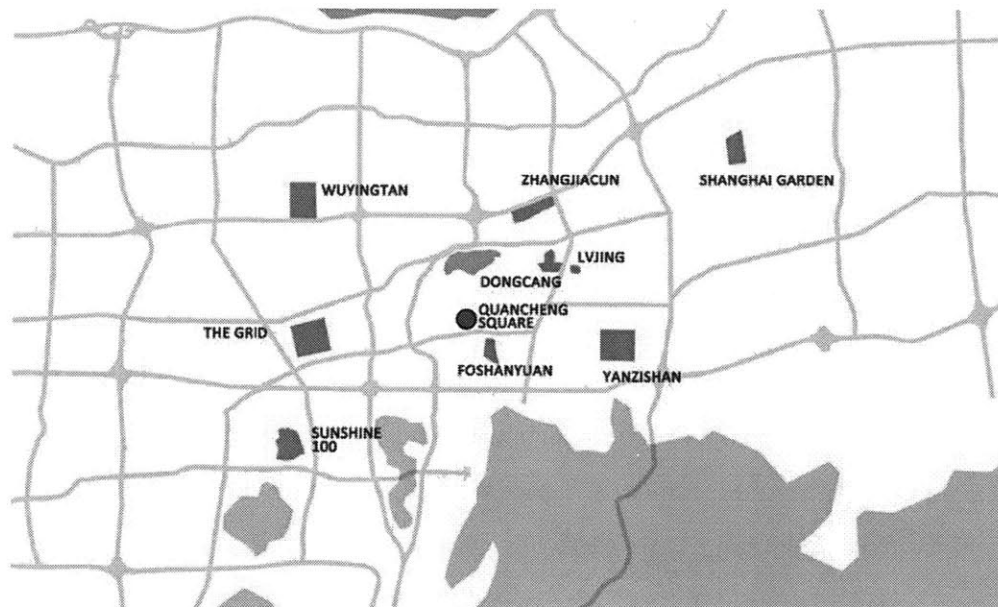 ZHANGJIACUN
WUYINGTAN
SHANGHAI GARDEN
LVJING
DONGCANG
QUANCHENG
SQUARE
THE GRID
FOSHANYUAN
YANZISHAN
SUNSHINE
100